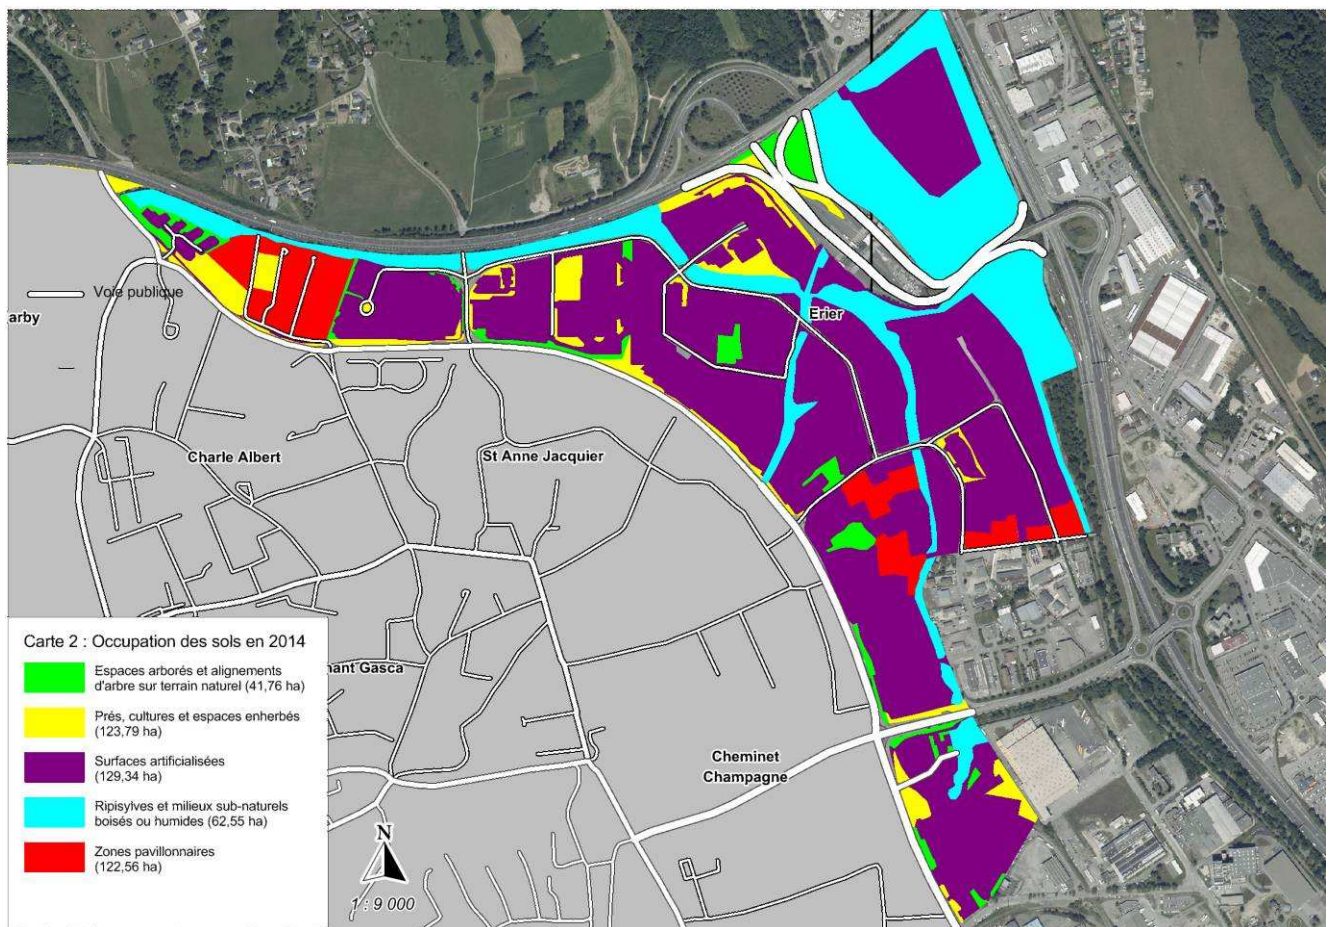 Voie publique
arby
Erier
Charle Albert
St Anne Jacquier
Carte 2 : Occupation des sols en 2014
Espaces arborés et alignements
d'arbre sur terrain naturel (41,76 ha)
Prés, cultures et espaces enherbés
(123,79 ha)
Surfaces artificialisées
(129,34 ha)
Ripisylves et milieux sub-naturels
boisés ou humides (62,55 ha)
Zones pavillonnaires
(122,56 ha)
nant Gasca
Cheminet
Champagne
N
1 : 9 000